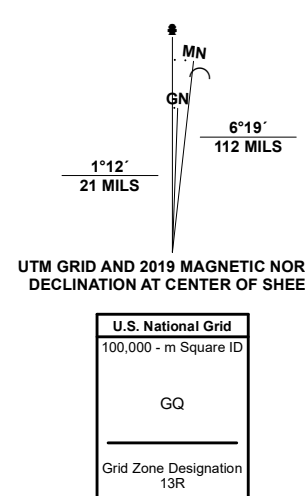 MN
GN
6°19´
112 MILS
1°12´
21 MILS
UTM GRID AND 2019 MAGNETIC NOR
DECLINATION AT CENTER OF SHEE
U.S. National Grid
100,000 - m Square ID
GQ
Grid Zone Designation
13R